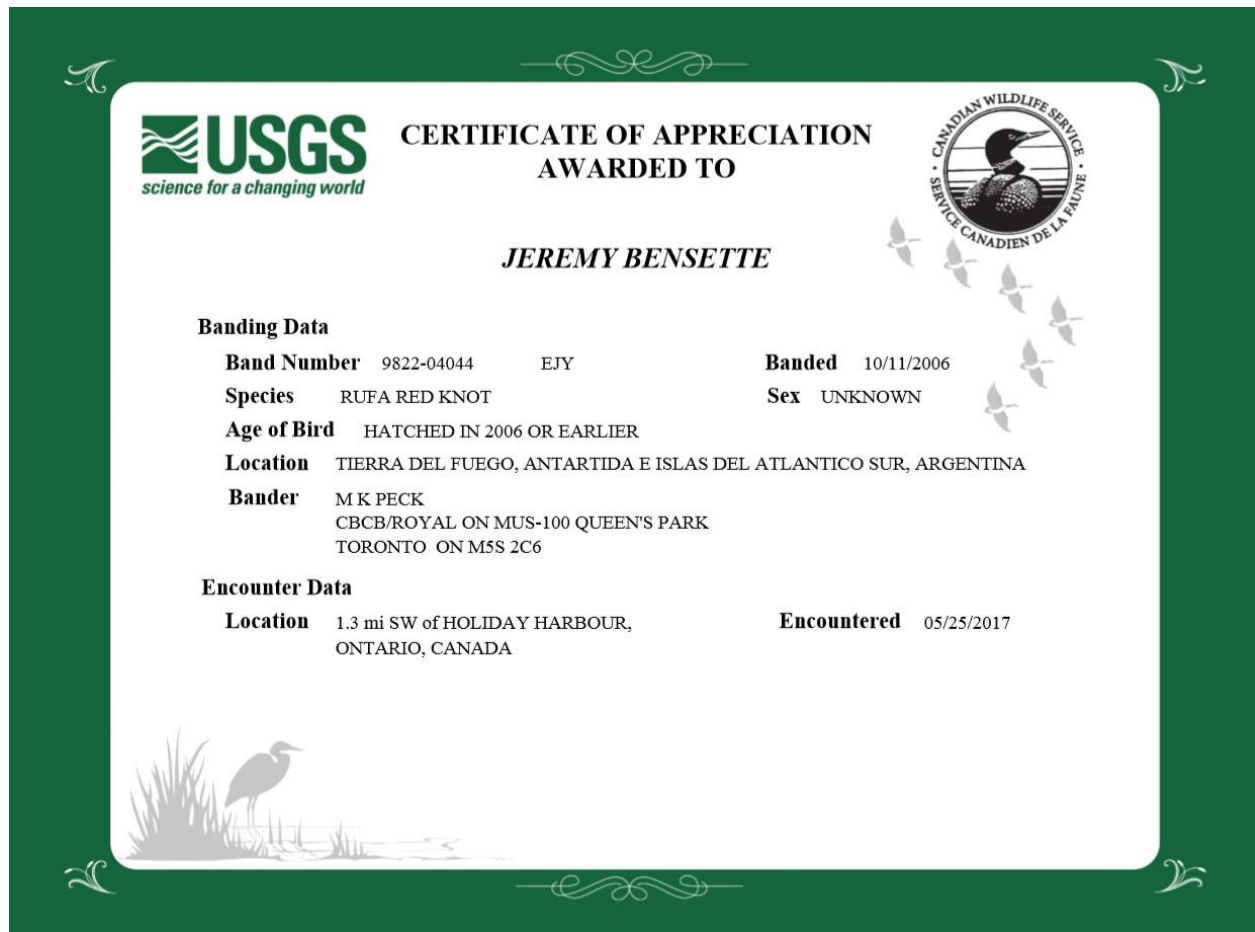 USGS
science for a changing world
CERTIFICATE OF APPRECIATION
AWARDED TO
CANADIAN WILDLIFE SERVICE • SERVICE CANADIEN DE LA FAUNE •
JEREMY BENSETTE
Banding Data
Band Number 9822-04044 EJY Banded 10/11/2006
Species RUFA RED KNOT Sex UNKNOWN
Age of Bird HATCHED IN 2006 OR EARLIER
Location TIERRA DEL FUEGO, ANTARTIDA E ISLAS DEL ATLANTICO SUR, ARGENTINA
Bander M K PECK
CBCB/ROYAL ON MUS-100 QUEEN'S PARK
TORONTO ON M5S 2C6
Encounter Data
Location 1.3 mi SW of HOLIDAY HARBOUR, Encountered 05/25/2017
ONTARIO, CANADA